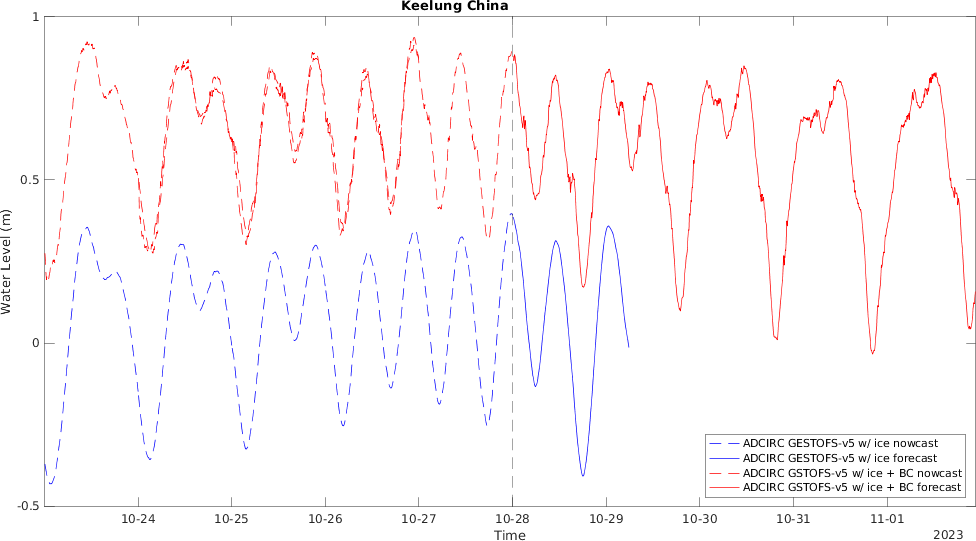 Keelung China
1
0.5
0
-0.5
Water Level (m)
10-24 10-25 10-26 10-27 10-28 10-29 10-30 10-31 11-01
Time
2023
ADCIRC GESTOFS-v5 w/ ice nowcast
ADCIRC GESTOFS-v5 w/ ice forecast
ADCIRC GSTOFS-v5 w/ ice + BC nowcast
ADCIRC GSTOFS-v5 w/ ice + BC forecast